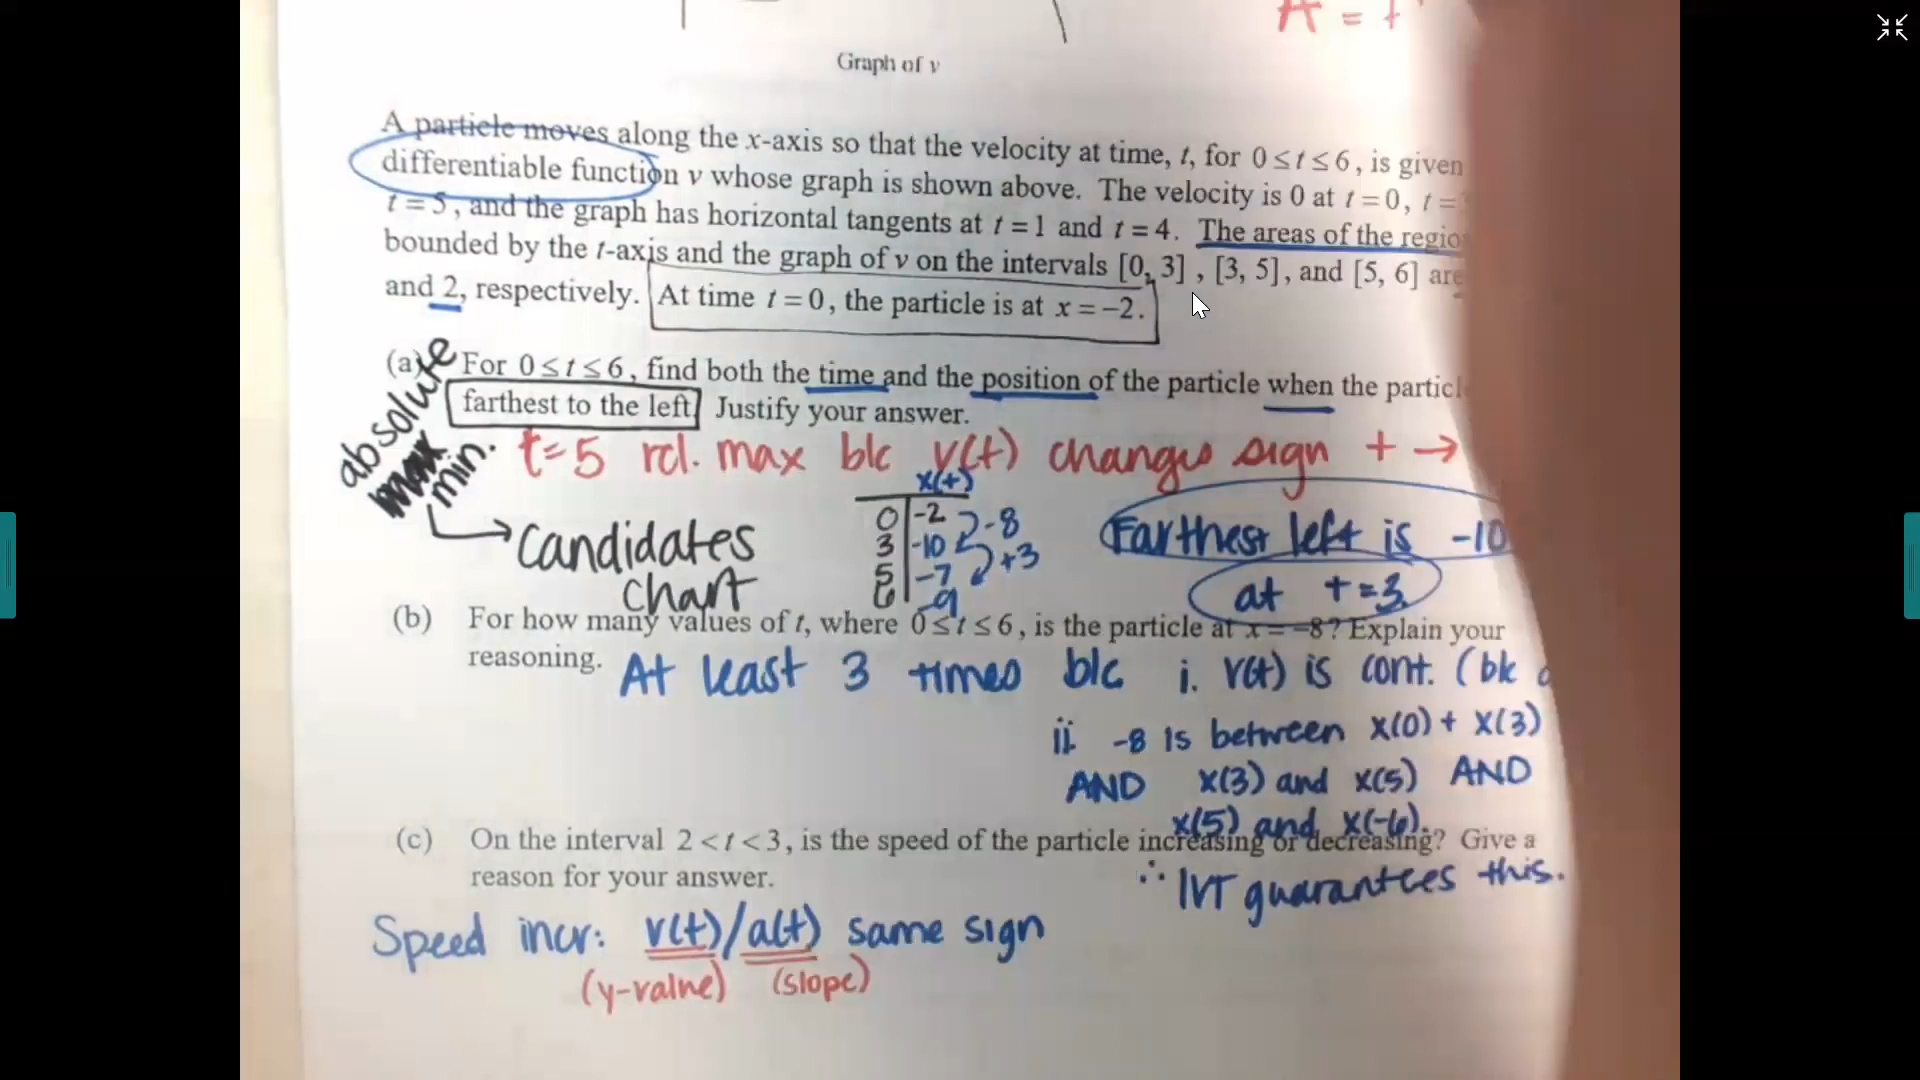 A = +
Graph of v
A particle moves along the x-axis so that the velocity at time, t, for 0 ≤ t ≤ 6, is given
differentiable function v whose graph is shown above. The velocity is 0 at t = 0, t =
t = 5, and the graph has horizontal tangents at t = 1 and t = 4. The areas of the regio
bounded by the t-axis and the graph of v on the intervals [0, 3], [3, 5], and [5, 6] are
and 2, respectively. At time t = 0, the particle is at x = −2.
(a) For 0 ≤ t ≤ 6, find both the time and the position of the particle when the particl
farthest to the left. Justify your answer.
absolute
max
min.
t=5 rel. max b/c v(t) changes sign + →
x(t)
0 | -2
-8
3 | -10
+3
5 | -7
6 | -9
Candidates
Chart
Farthest left is -10
at t=3.
(b) For how many values of t, where 0 ≤ t ≤ 6, is the particle at x = −8? Explain your
reasoning.
At least 3 times b/c i. v(t) is cont. (bk
ii. -8 is between x(0) + x(3)
AND x(3) and x(5) AND
x(5) and x(-6).
∴ IVT guarantees this.
(c) On the interval 2 < t < 3, is the speed of the particle increasing or decreasing? Give a
reason for your answer.
Speed incr: v(t)/a(t) same sign
(y-value) (slope)